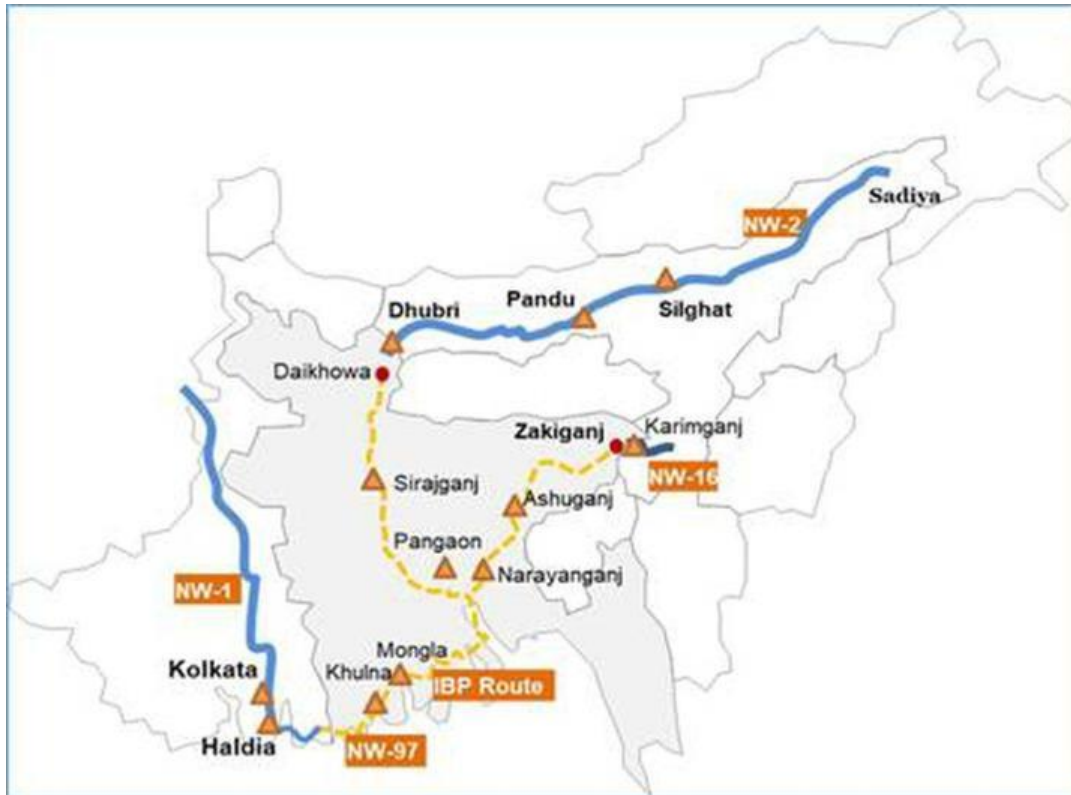 Sadiya
NW-2
Dhubri
Pandu
Silghat
Daikhowa
Zakiganj
Karimganj
NW-16
Sirajganj
Ashuganj
Pangaon
Narayanganj
NW-1
Mongla
Kolkata
Khulna
IBP Route
Haldia
NW-97